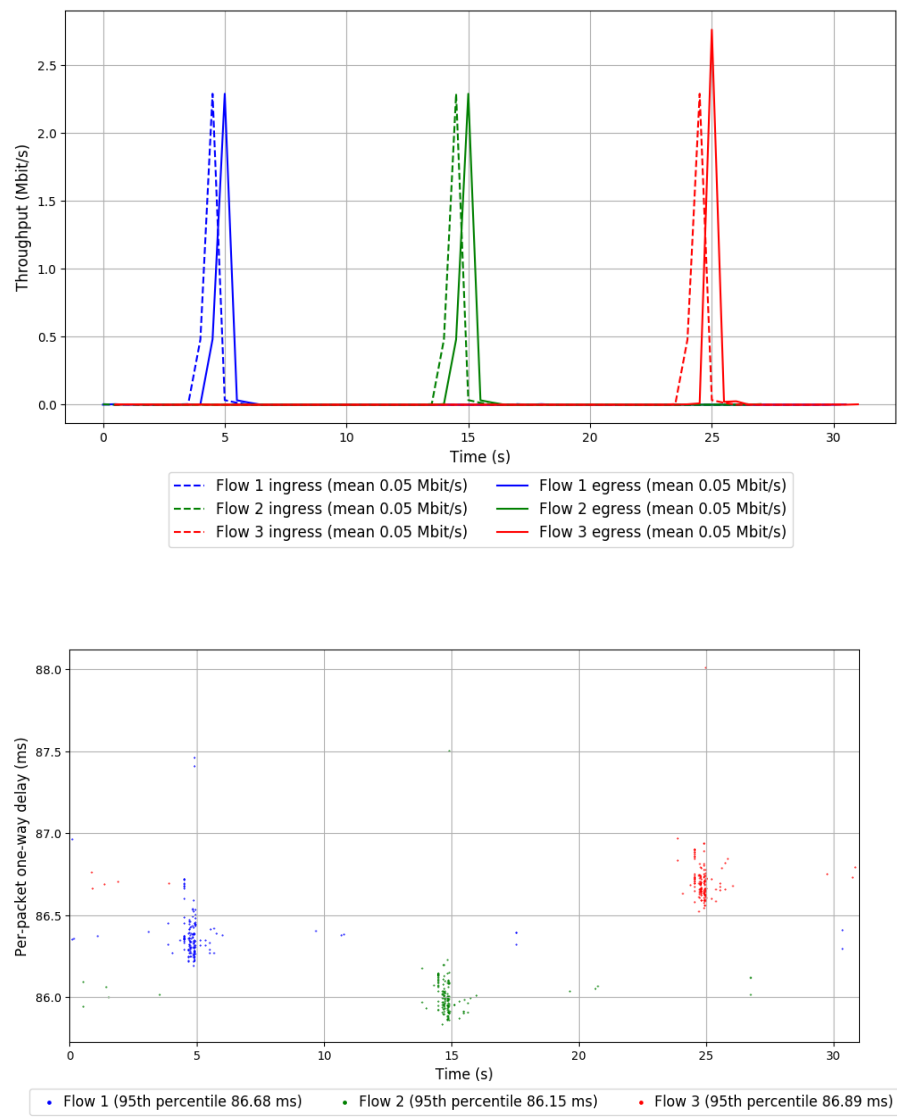 2.5
2.0
1.5
1.0
0.5
0.0
Throughput (Mbit/s)
0 5 10 15 20 25 30
Time (s)
Flow 1 ingress (mean 0.05 Mbit/s) Flow 1 egress (mean 0.05 Mbit/s)
Flow 2 ingress (mean 0.05 Mbit/s) Flow 2 egress (mean 0.05 Mbit/s)
Flow 3 ingress (mean 0.05 Mbit/s) Flow 3 egress (mean 0.05 Mbit/s)
88.0
87.5
87.0
86.5
86.0
Per-packet one-way delay (ms)
0 5 10 15 20 25 30
Time (s)
Flow 1 (95th percentile 86.68 ms) Flow 2 (95th percentile 86.15 ms) Flow 3 (95th percentile 86.89 ms)